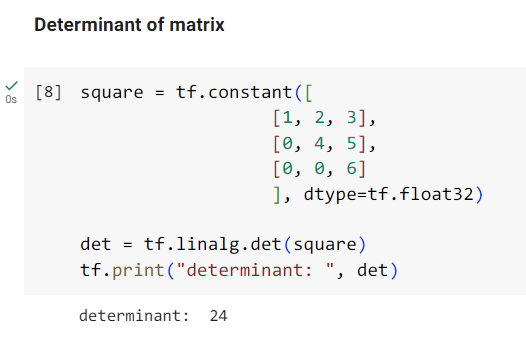 Determinant of matrix
[8] square = tf.constant([
[1, 2, 3],
[0, 4, 5],
[0, 0, 6]
], dtype=tf.float32)
0s
det = tf.linalg.det(square)
tf.print("determinant: ", det)
determinant:  24